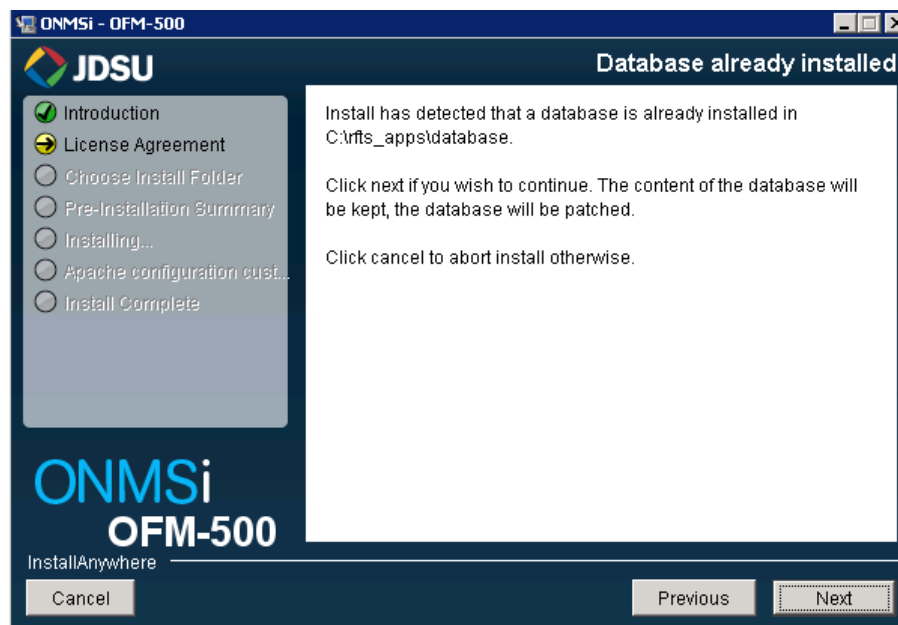 ONMSi - OFM-500
JDSU
Database already installed
Introduction
License Agreement
Choose Install Folder
Pre-Installation Summary
Installing...
Apache configuration cust...
Install Complete
Install has detected that a database is already installed in
C:\rfts_apps\database.
Click next if you wish to continue. The content of the database will
be kept, the database will be patched.
Click cancel to abort install otherwise.
ONMSi
OFM-500
InstallAnywhere
Cancel
Previous
Next